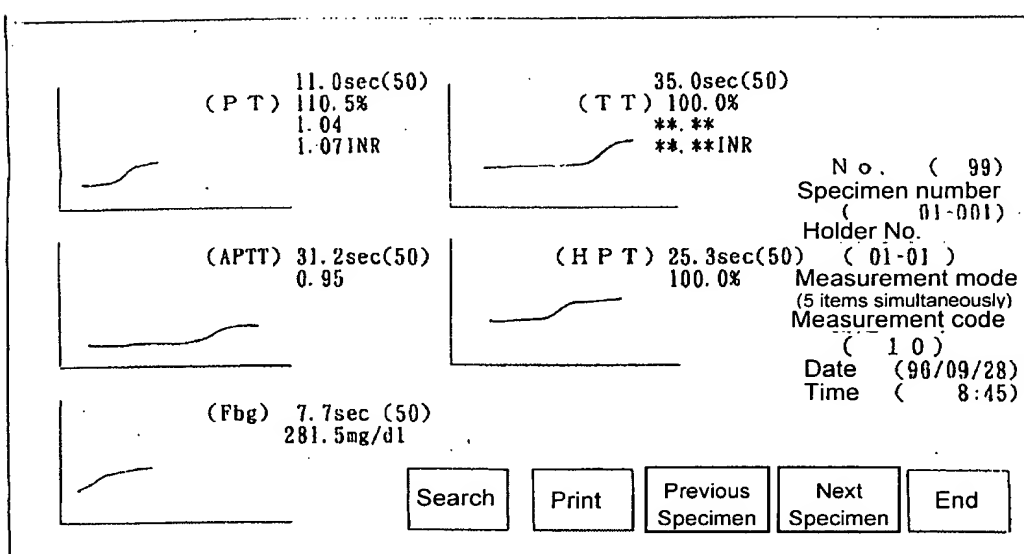 11.0sec(50)
(PT) 110.5%
1.04
1.07INR
35.0sec(50)
(TT) 100.0%
**.**
**.**INR
(APTT) 31.2sec(50)
0.95
(HPT) 25.3sec(50)
100.0%
(Fbg) 7.7sec (50)
281.5mg/dl
No. ( 99)
Specimen number
( 01-001)
Holder No.
( 01-01 )
Measurement mode
(5 items simultaneously)
Measurement code
( 10)
Date (96/09/28)
Time ( 8:45)
Search
Print
Previous
Specimen
Next
Specimen
End